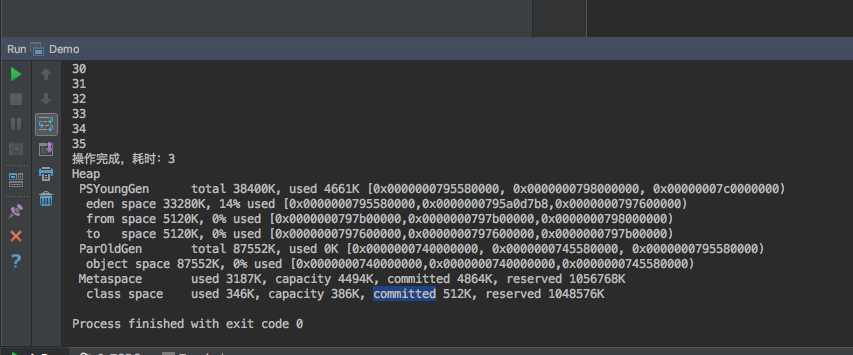 Run Demo
30
31
32
33
34
35
操作完成，耗时：3
Heap
PSYoungGen total 38400K, used 4661K [0x0000000795580000, 0x0000000798000000, 0x00000007c0000000)
eden space 33280K, 14% used [0x0000000795580000,0x0000000795a0d7b8,0x0000000797600000)
from space 5120K, 0% used [0x0000000797b00000,0x0000000797b00000,0x0000000798000000)
to space 5120K, 0% used [0x0000000797600000,0x0000000797600000,0x0000000797b00000)
ParOldGen total 87552K, used 0K [0x0000000740000000, 0x0000000745580000, 0x0000000795580000)
object space 87552K, 0% used [0x0000000740000000,0x0000000740000000,0x0000000745580000)
Metaspace used 3187K, capacity 4494K, committed 4864K, reserved 1056768K
class space used 346K, capacity 386K, committed 512K, reserved 1048576K
Process finished with exit code 0